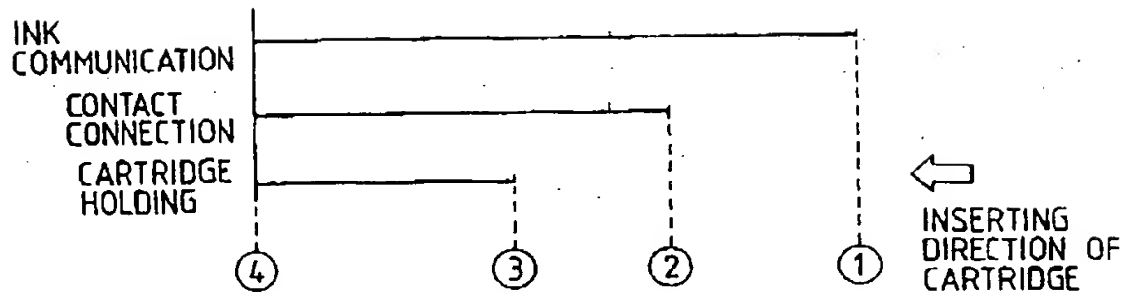 INK
COMMUNICATION
CONTACT
CONNECTION
CARTRIDGE
HOLDING
4
3
2
1
INSERTING
DIRECTION OF
CARTRIDGE